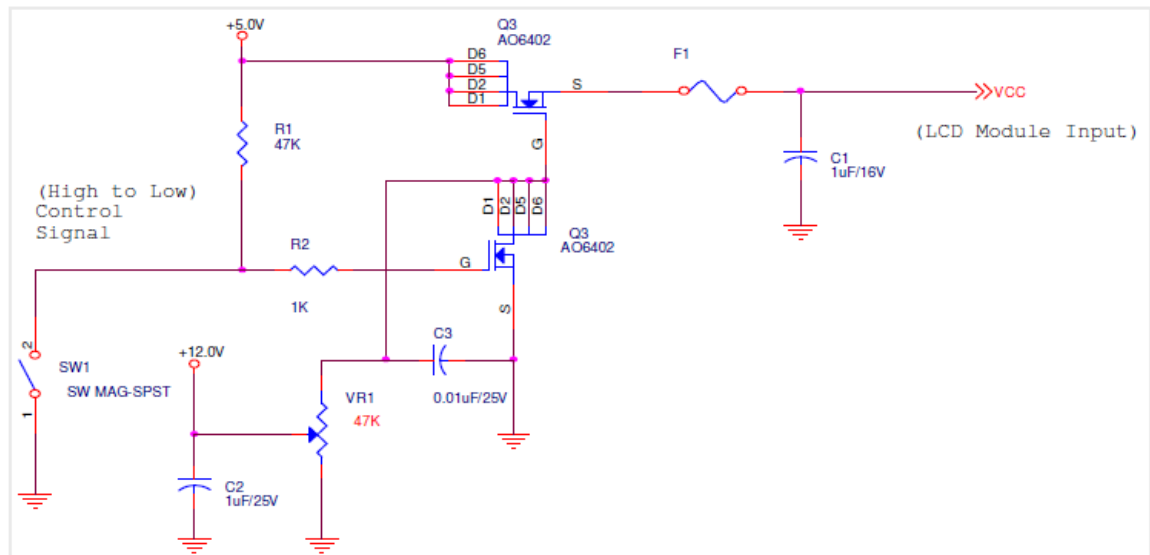 +5.0V
Q3
AO6402
D6
D5
D2
D1
S
G
F1
VCC
(LCD Module Input)
R1
47K
C1
1uF/16V
(High to Low)
Control
Signal
D1
D2
D5
D6
Q3
AO6402
R2
1K
G
S
2
SW1
SW MAG-SPST
1
+12.0V
C3
0.01uF/25V
VR1
47K
C2
1uF/25V